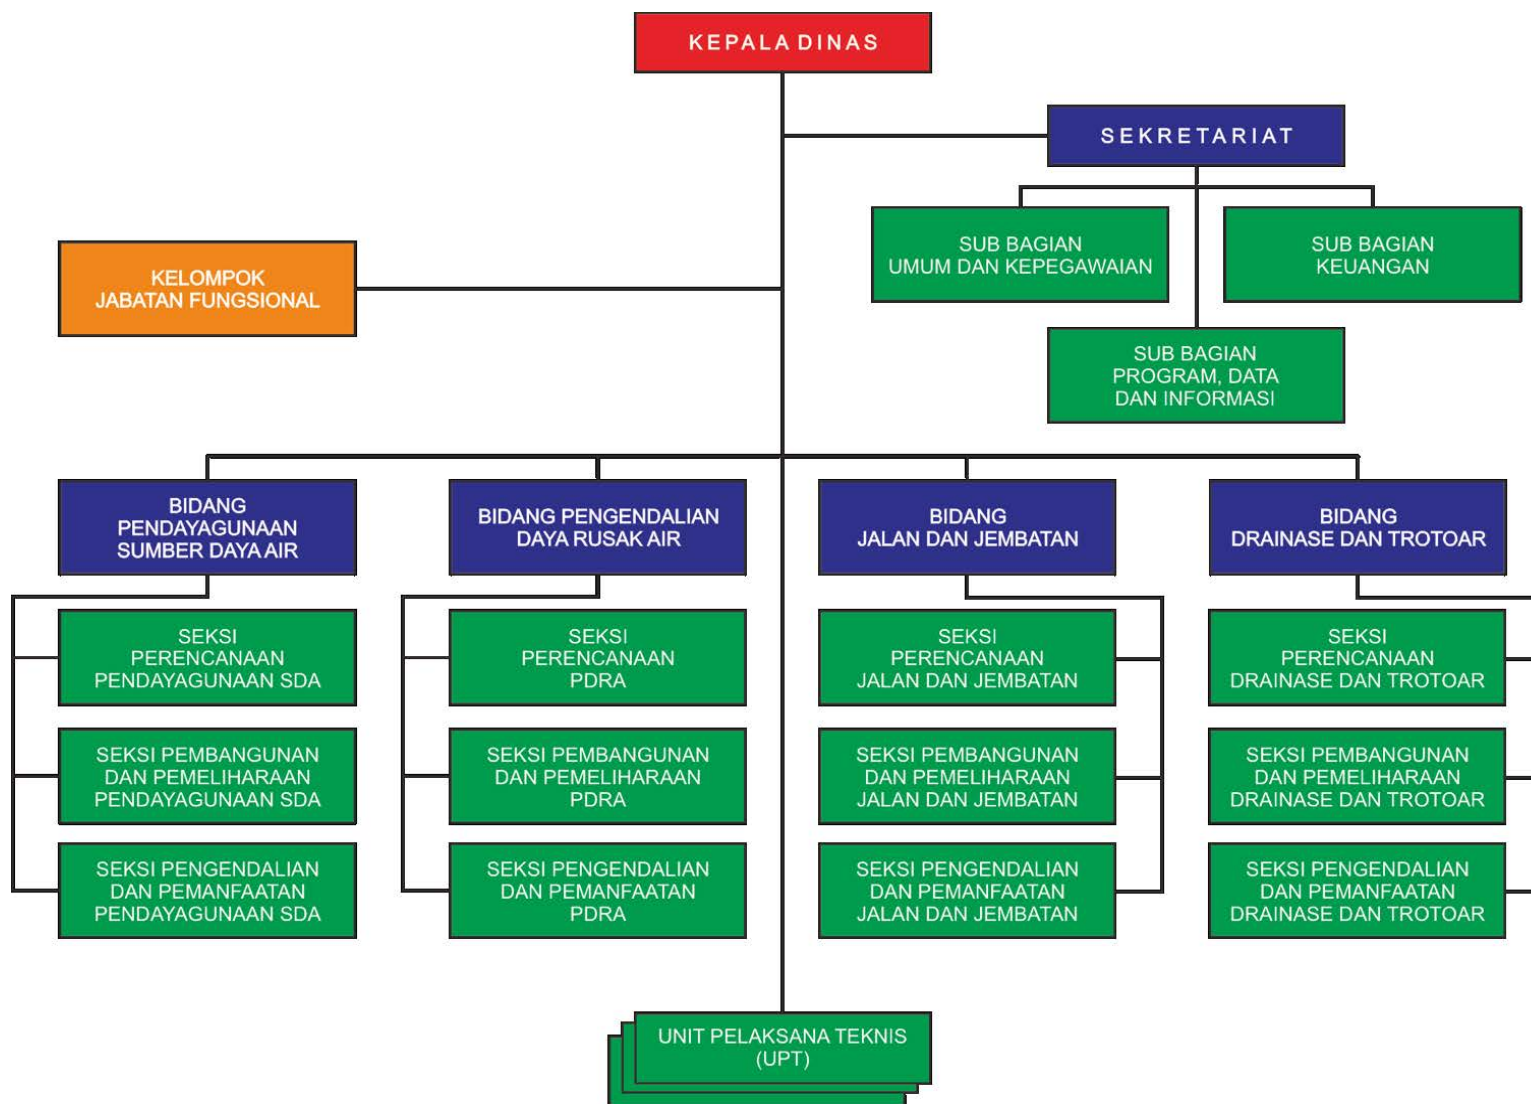 KEPALA DINAS
SEKRETARIAT
SUB BAGIAN
UMUM DAN KEPEGAWAIAN
SUB BAGIAN
KEUANGAN
KELOMPOK
JABATAN FUNGSIONAL
SUB BAGIAN
PROGRAM, DATA
DAN INFORMASI
BIDANG
PENDAYAGUNAAN
SUMBER DAYA AIR
BIDANG PENGENDALIAN
DAYA RUSAK AIR
BIDANG
JALAN DAN JEMBATAN
BIDANG
DRAINASE DAN TROTOAR
SEKSI
PERENCANAAN
PENDAYAGUNAAN SDA
SEKSI
PERENCANAAN
PDRA
SEKSI
PERENCANAAN
JALAN DAN JEMBATAN
SEKSI
PERENCANAAN
DRAINASE DAN TROTOAR
SEKSI PEMBANGUNAN
DAN PEMELIHARAAN
PENDAYAGUNAAN SDA
SEKSI PEMBANGUNAN
DAN PEMELIHARAAN
PDRA
SEKSI PEMBANGUNAN
DAN PEMELIHARAAN
JALAN DAN JEMBATAN
SEKSI PEMBANGUNAN
DAN PEMELIHARAAN
DRAINASE DAN TROTOAR
SEKSI PENGENDALIAN
DAN PEMANFAATAN
PENDAYAGUNAAN SDA
SEKSI PENGENDALIAN
DAN PEMANFAATAN
PDRA
SEKSI PENGENDALIAN
DAN PEMANFAATAN
JALAN DAN JEMBATAN
SEKSI PENGENDALIAN
DAN PEMANFAATAN
DRAINASE DAN TROTOAR
UNIT PELAKSANA TEKNIS
(UPT)